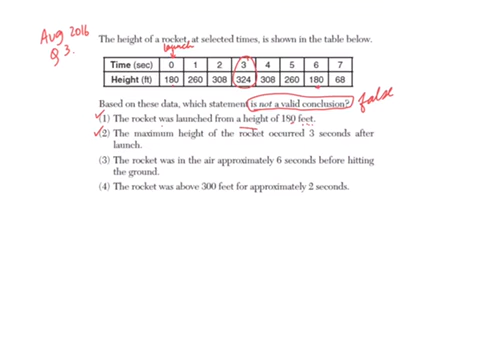 Aug 2016
Q 3.
The height of a rocket, at selected times, is shown in the table below.
launch
Time (sec) 0 1 2 3 4 5 6 7
Height (ft) 180 260 308 324 308 260 180 68
Based on these data, which statement is not a valid conclusion?
false
(1) The rocket was launched from a height of 180 feet.
(2) The maximum height of the rocket occurred 3 seconds after
launch.
(3) The rocket was in the air approximately 6 seconds before hitting
the ground.
(4) The rocket was above 300 feet for approximately 2 seconds.